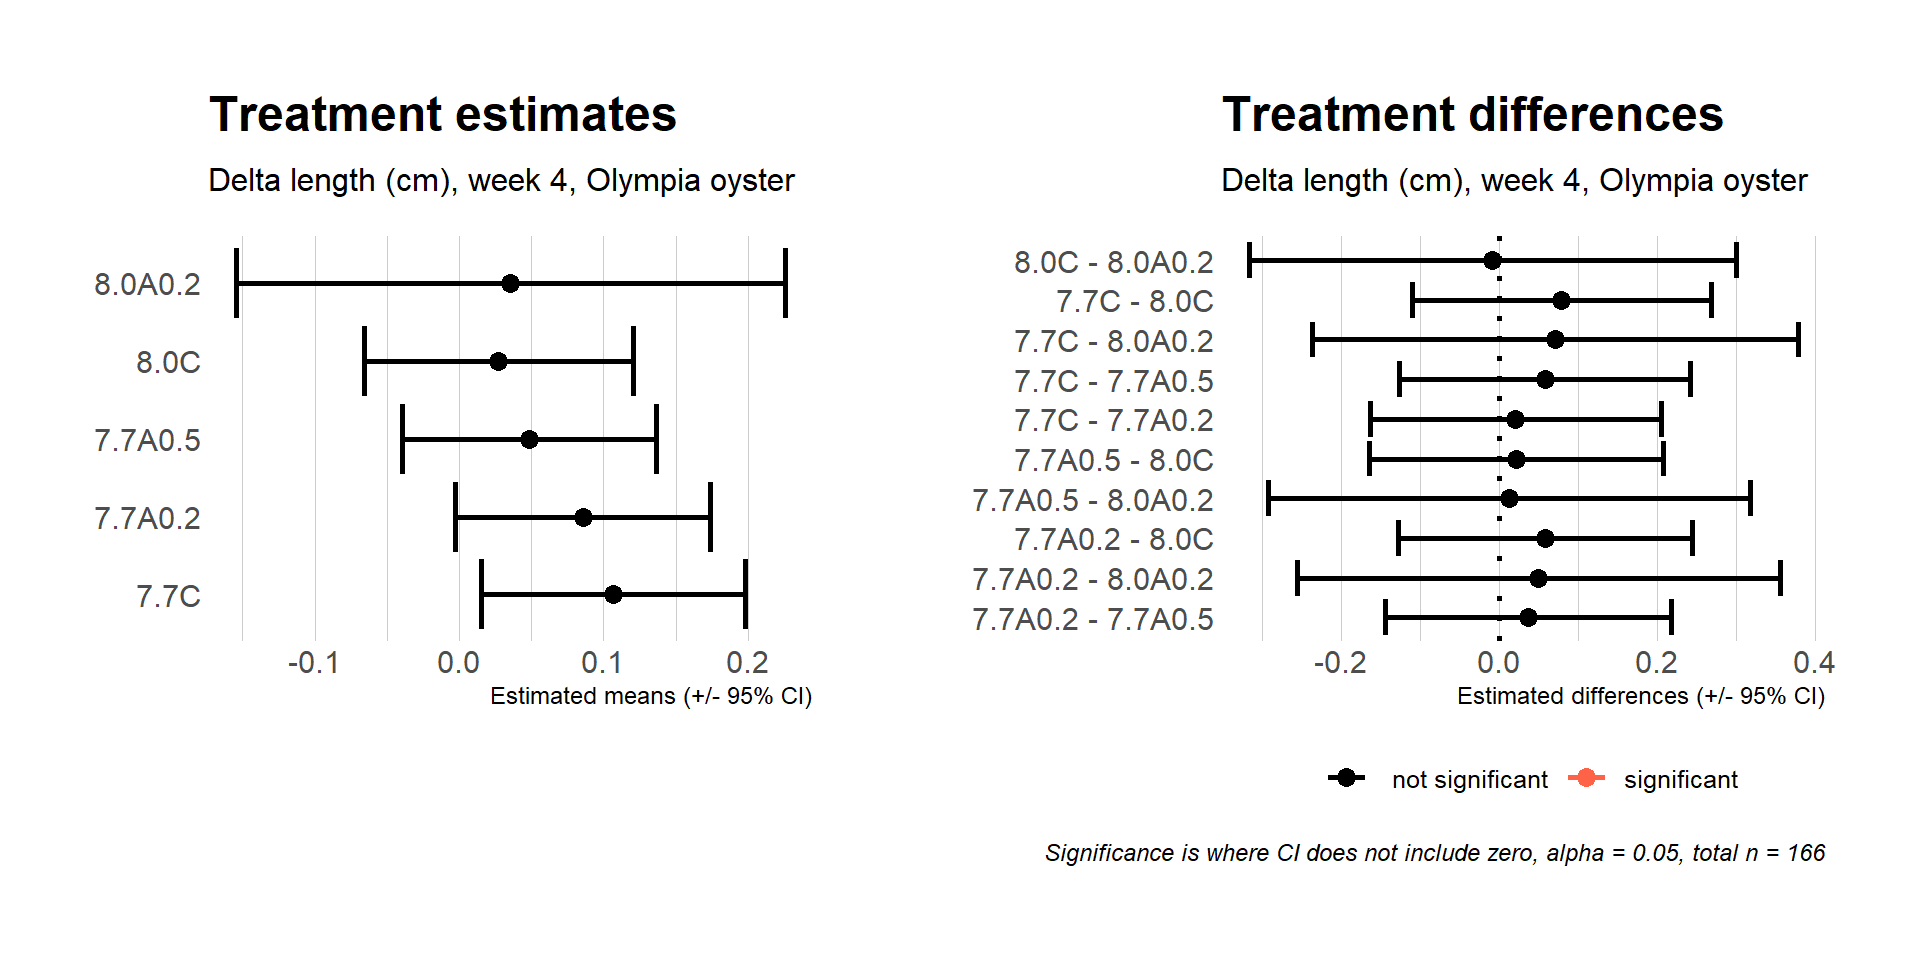 Treatment estimates
Delta length (cm), week 4, Olympia oyster
8.0A0.2
8.0C
7.7A0.5
7.7A0.2
7.7C
-0.1 0.0 0.1 0.2
Estimated means (+/- 95% CI)
Treatment differences
Delta length (cm), week 4, Olympia oyster
8.0C - 8.0A0.2
7.7C - 8.0C
7.7C - 8.0A0.2
7.7C - 7.7A0.5
7.7C - 7.7A0.2
7.7A0.5 - 8.0C
7.7A0.5 - 8.0A0.2
7.7A0.2 - 8.0C
7.7A0.2 - 8.0A0.2
7.7A0.2 - 7.7A0.5
-0.2 0.0 0.2 0.4
Estimated differences (+/- 95% CI)
not significant significant
Significance is where CI does not include zero, alpha = 0.05, total n = 166